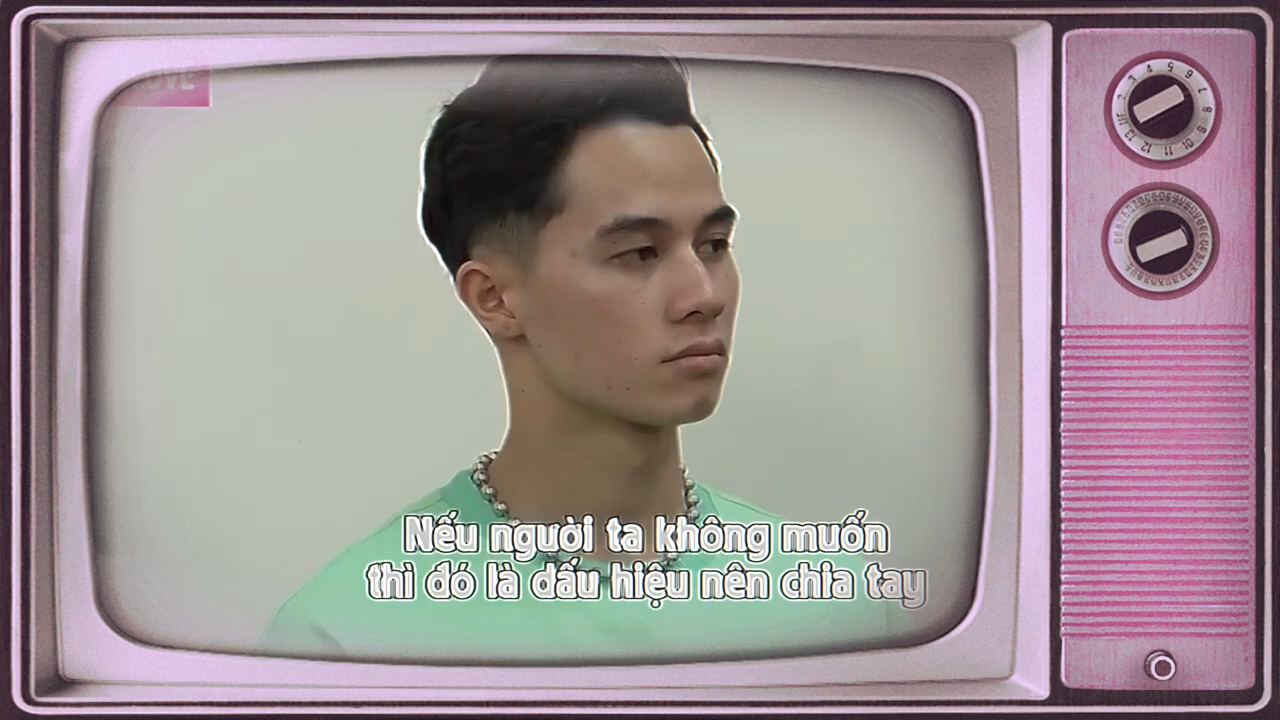 Nếu người ta không muốn
thì đó là dấu hiệu nên chia tay